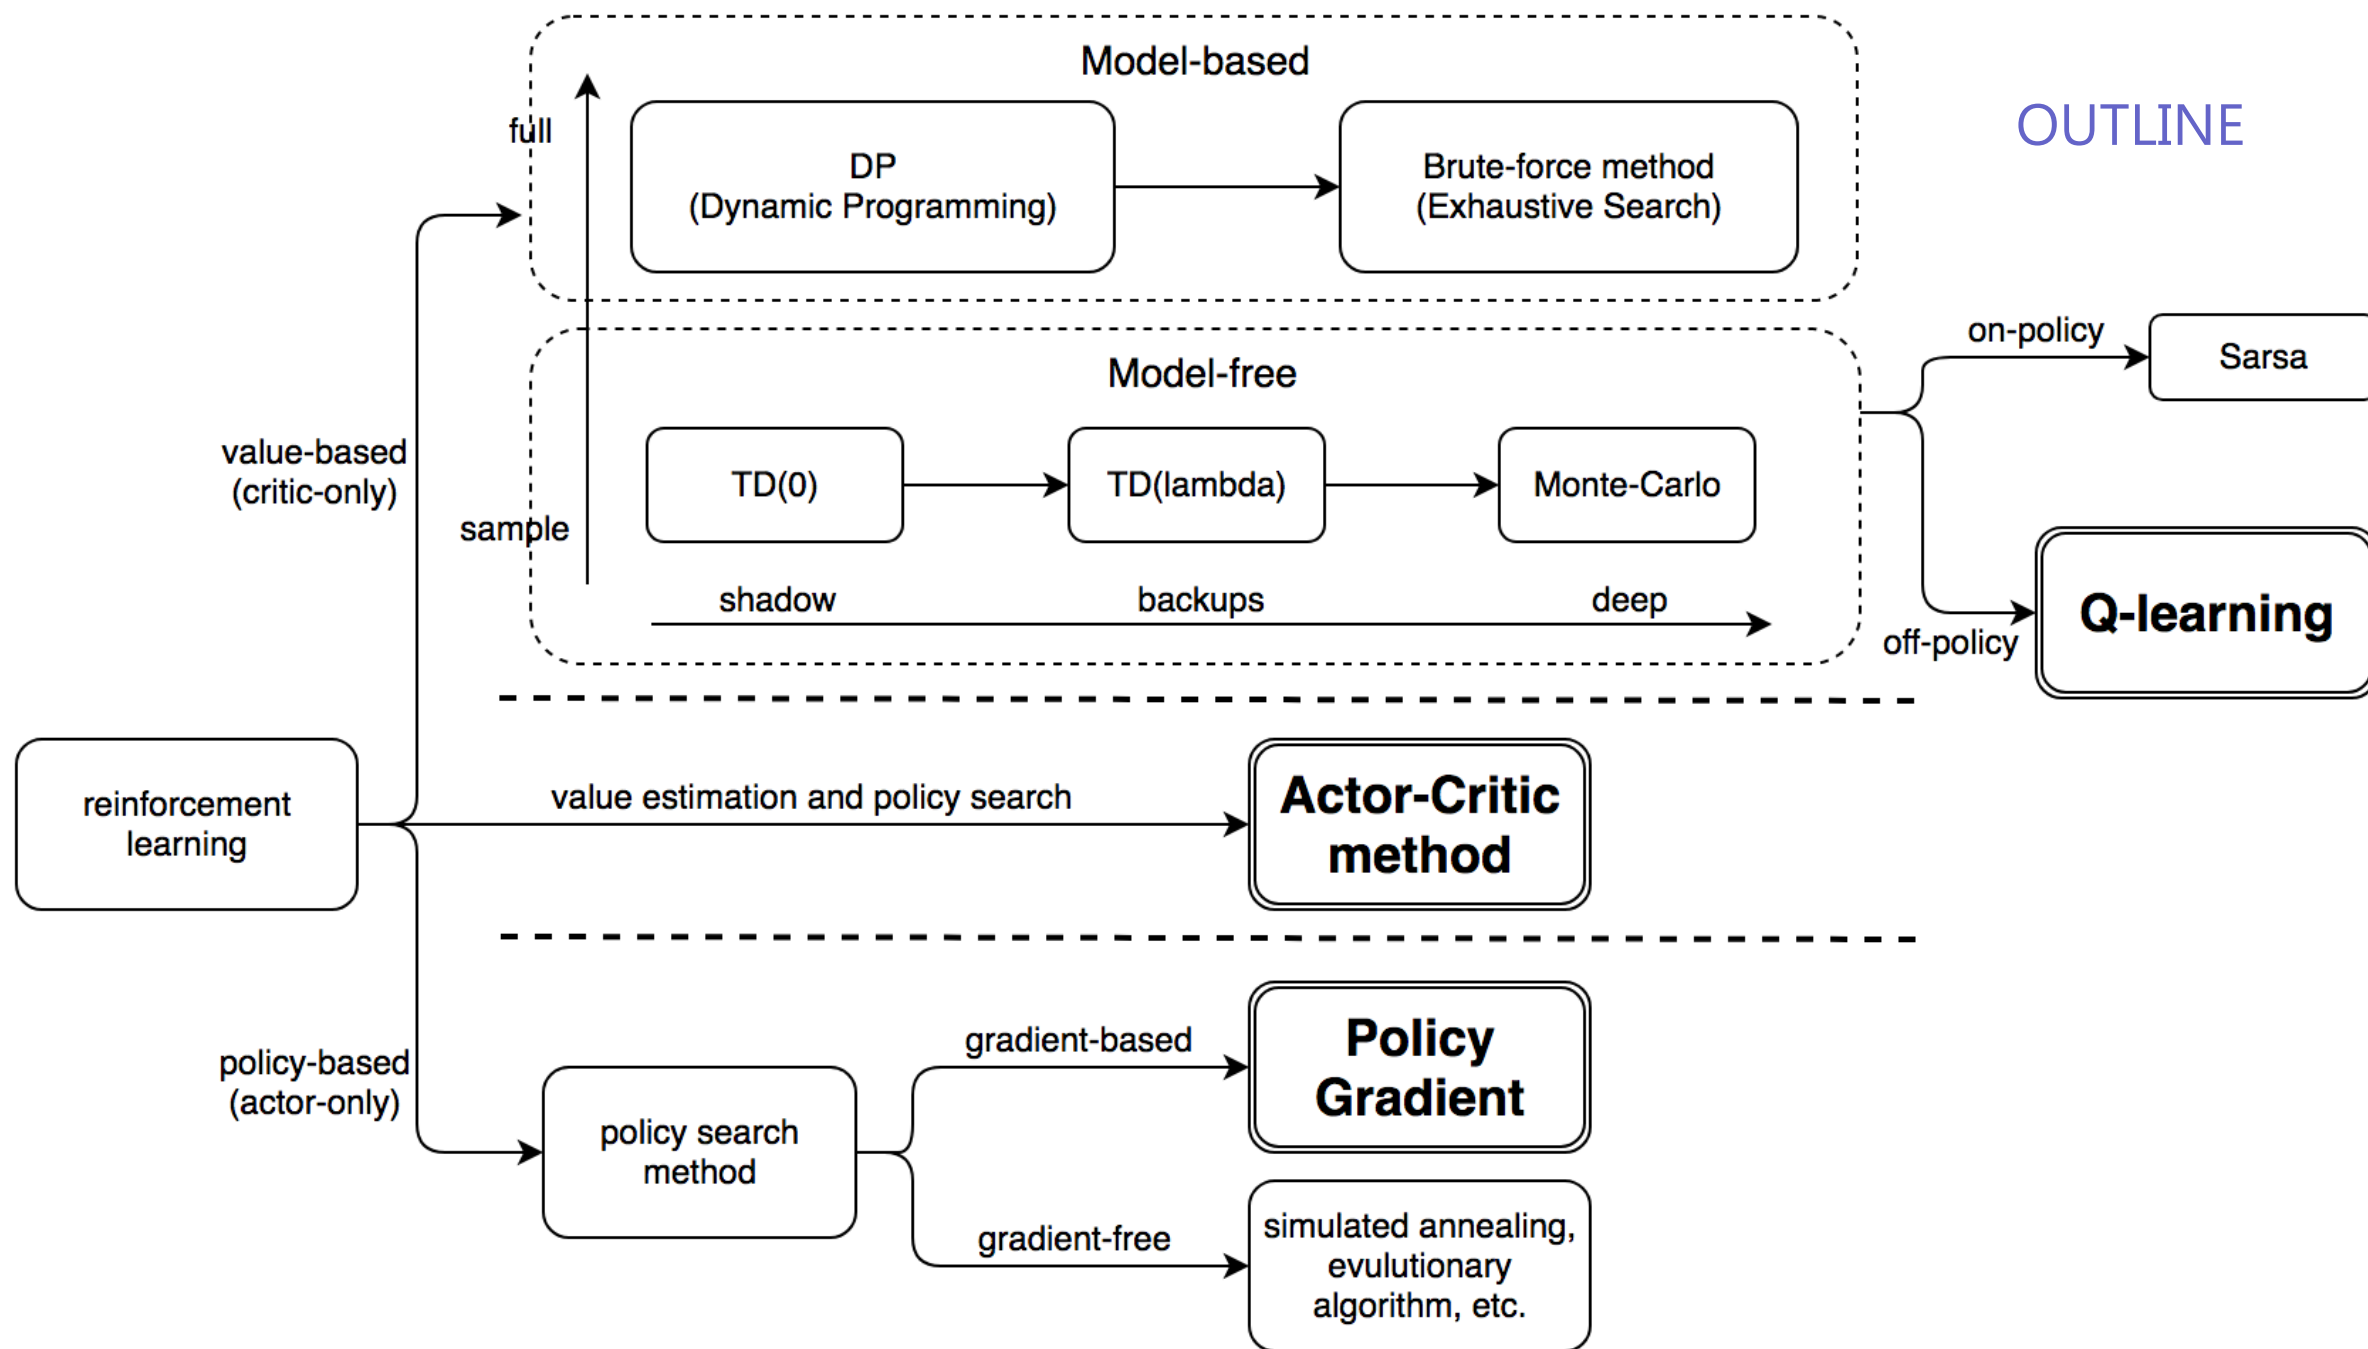 OUTLINE
Model-based
full
DP
(Dynamic Programming)
Brute-force method
(Exhaustive Search)
Model-free
on-policy
Sarsa
value-based
(critic-only)
sample
TD(0)
TD(lambda)
Monte-Carlo
shadow
backups
deep
off-policy
Q-learning
reinforcement
learning
value estimation and policy search
Actor-Critic
method
policy-based
(actor-only)
policy search
method
gradient-based
Policy
Gradient
gradient-free
simulated annealing,
evulutionary
algorithm, etc.